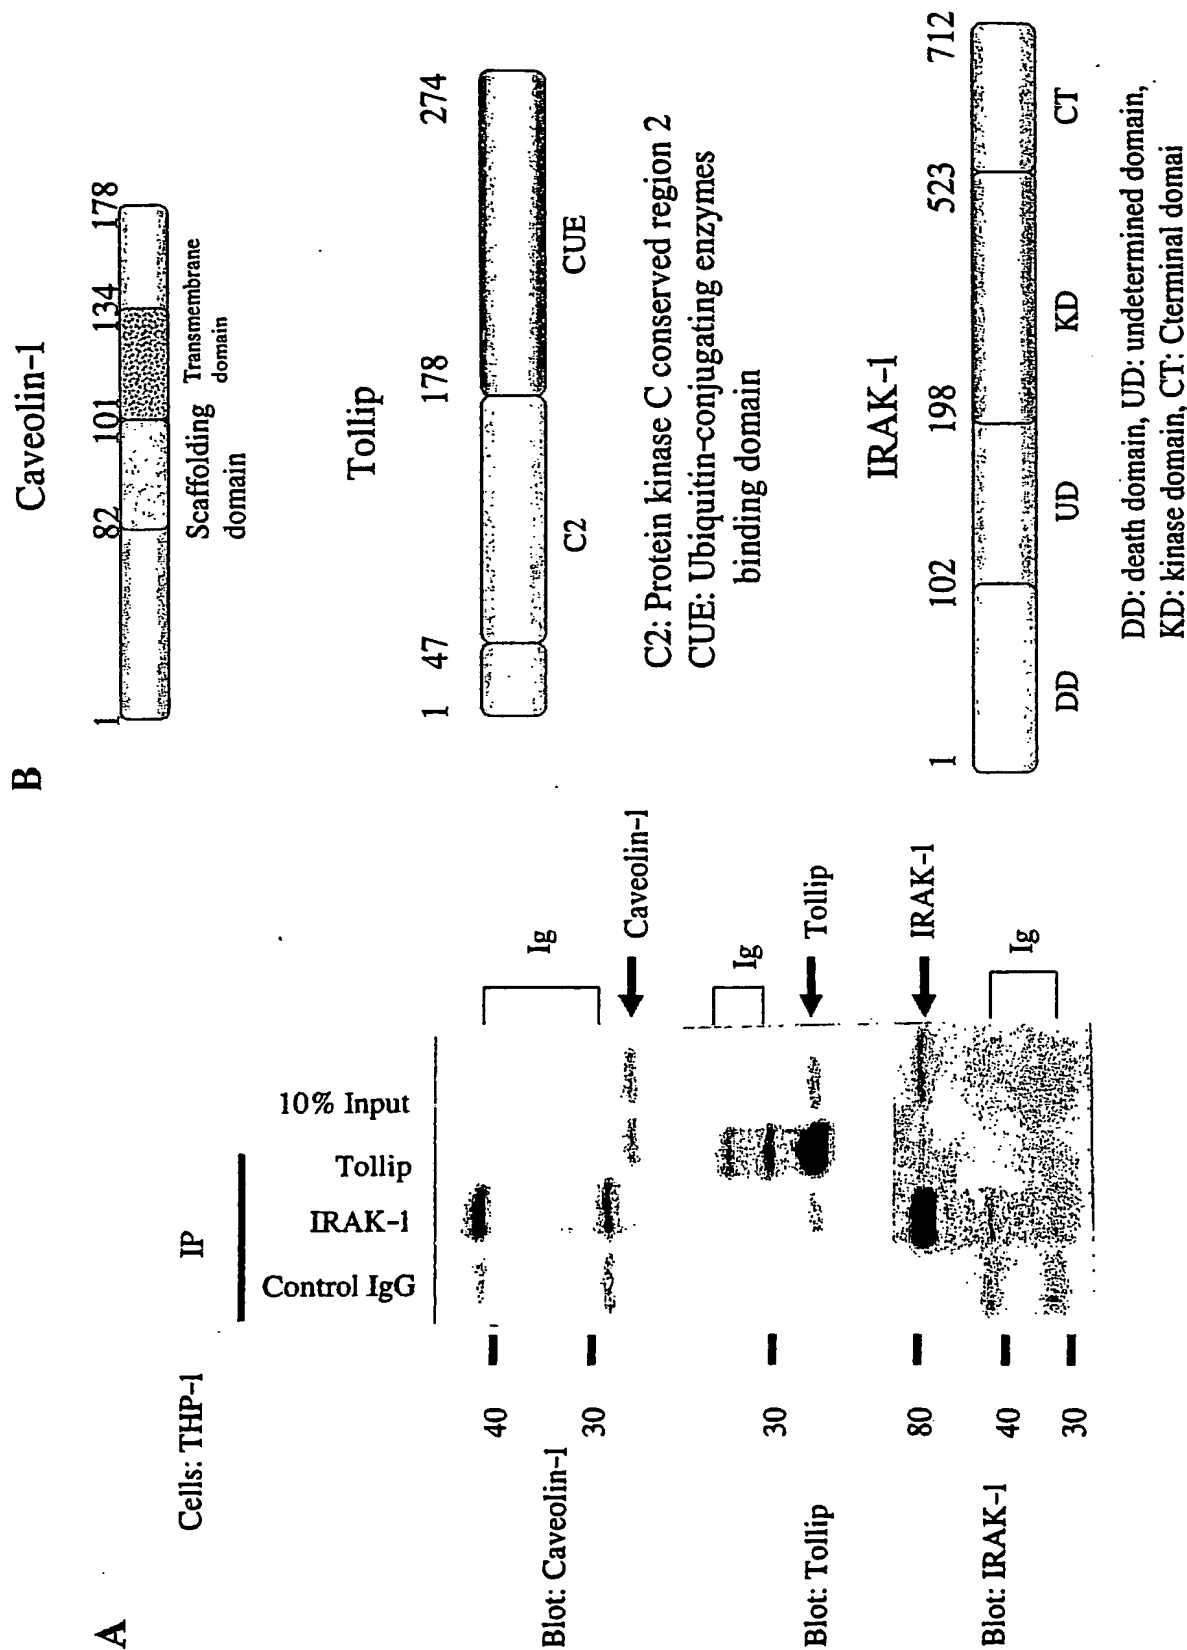 A
Cells: THP-1
IP
Control IgG
IRAK-1
Tollip
10% Input
Blot: Caveolin-1
40
30
Ig
Caveolin-1
Blot: Tollip
30
Ig
Tollip
Blot: IRAK-1
80
40
30
IRAK-1
Ig
B
Caveolin-1
1 82 101 134 178
Scaffolding
domain
Transmembrane
domain
Tollip
1 47 178 274
C2 CUE
C2: Protein kinase C conserved region 2
CUE: Ubiquitin-conjugating enzymes
binding domain
IRAK-1
1 102 198 523 712
DD UD KD CT
DD: death domain, UD: undetermined domain,
KD: kinase domain, CT: Cterminal domai